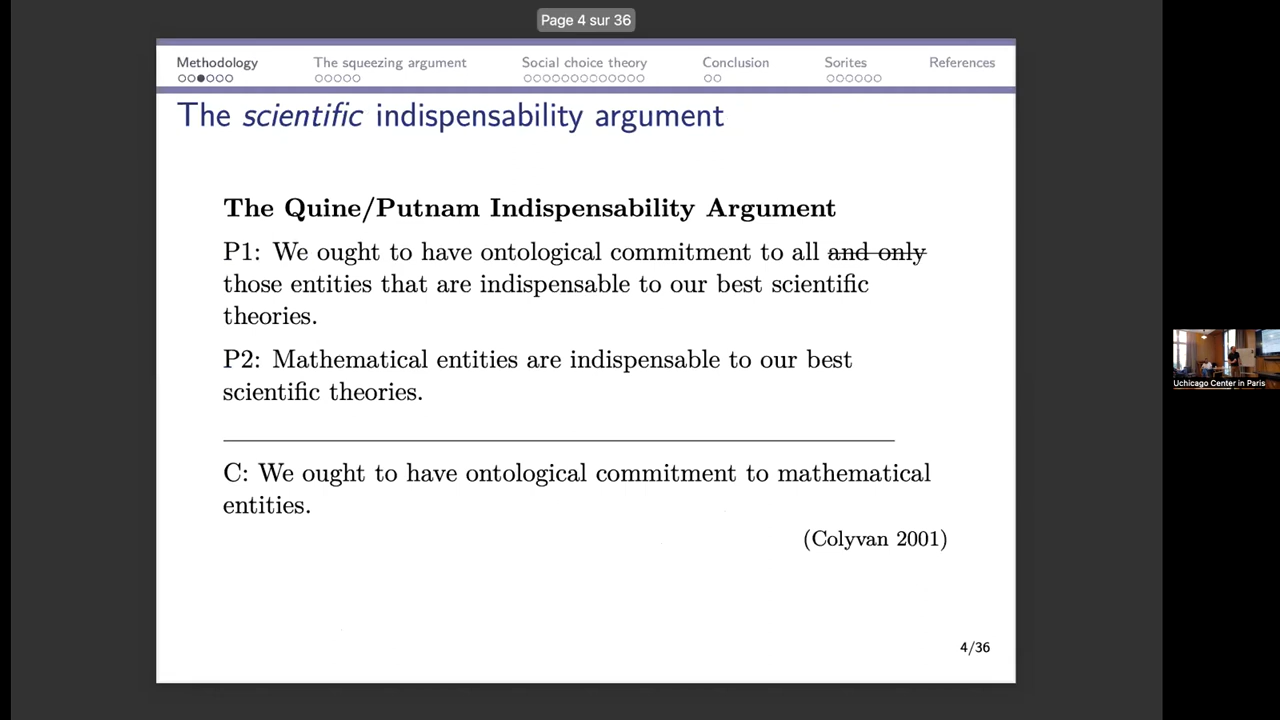 Page 4 sur 36
Methodology The squeezing argument Social choice theory Conclusion Sorites References
The scientific indispensability argument
The Quine/Putnam Indispensability Argument
P1: We ought to have ontological commitment to all and only
those entities that are indispensable to our best scientific
theories.
P2: Mathematical entities are indispensable to our best
scientific theories.
C: We ought to have ontological commitment to mathematical
entities.
(Colyvan 2001)
4/36
Uchicago Center in Paris